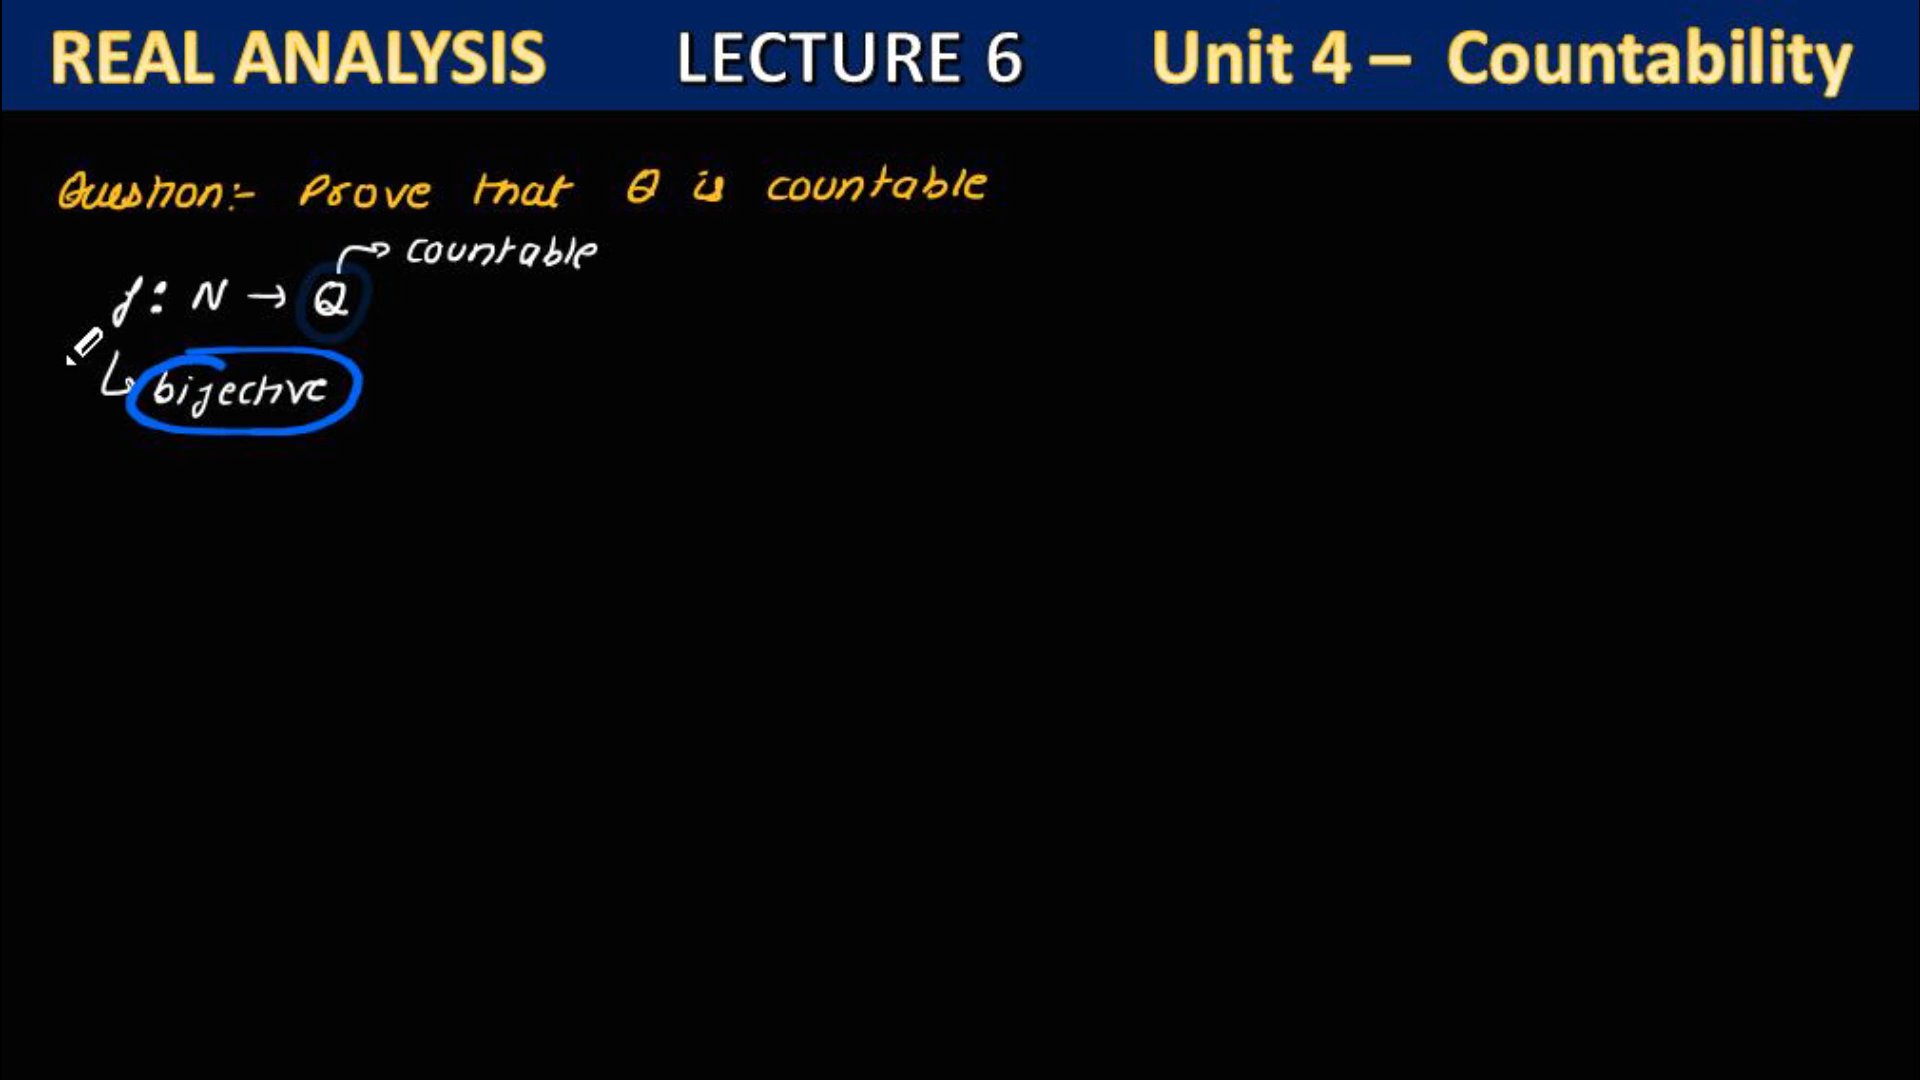 REAL ANALYSIS LECTURE 6 Unit 4 – Countability
Question:- Prove that Q is countable
countable
f: N → Q
bijective